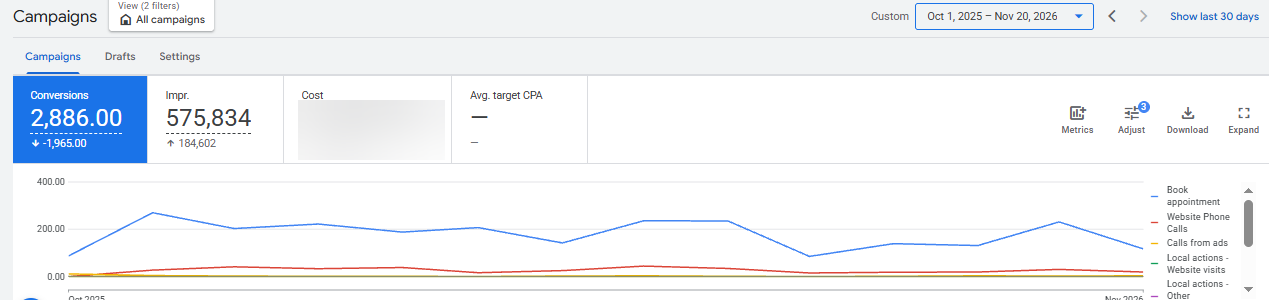 Campaigns
View (2 filters)
All campaigns
Custom
Oct 1, 2025 – Nov 20, 2026
Show last 30 days
Campaigns
Drafts
Settings
Conversions
2,886.00
-1,965.00
Impr.
575,834
184,602
Cost
Avg. target CPA
—
—
Metrics
3
Adjust
Download
Expand
400.00
200.00
0.00
Oct 2025
Nov 2026
Book
appointment
Website Phone
Calls
Calls from ads
Local actions -
Website visits
Local actions -
Other